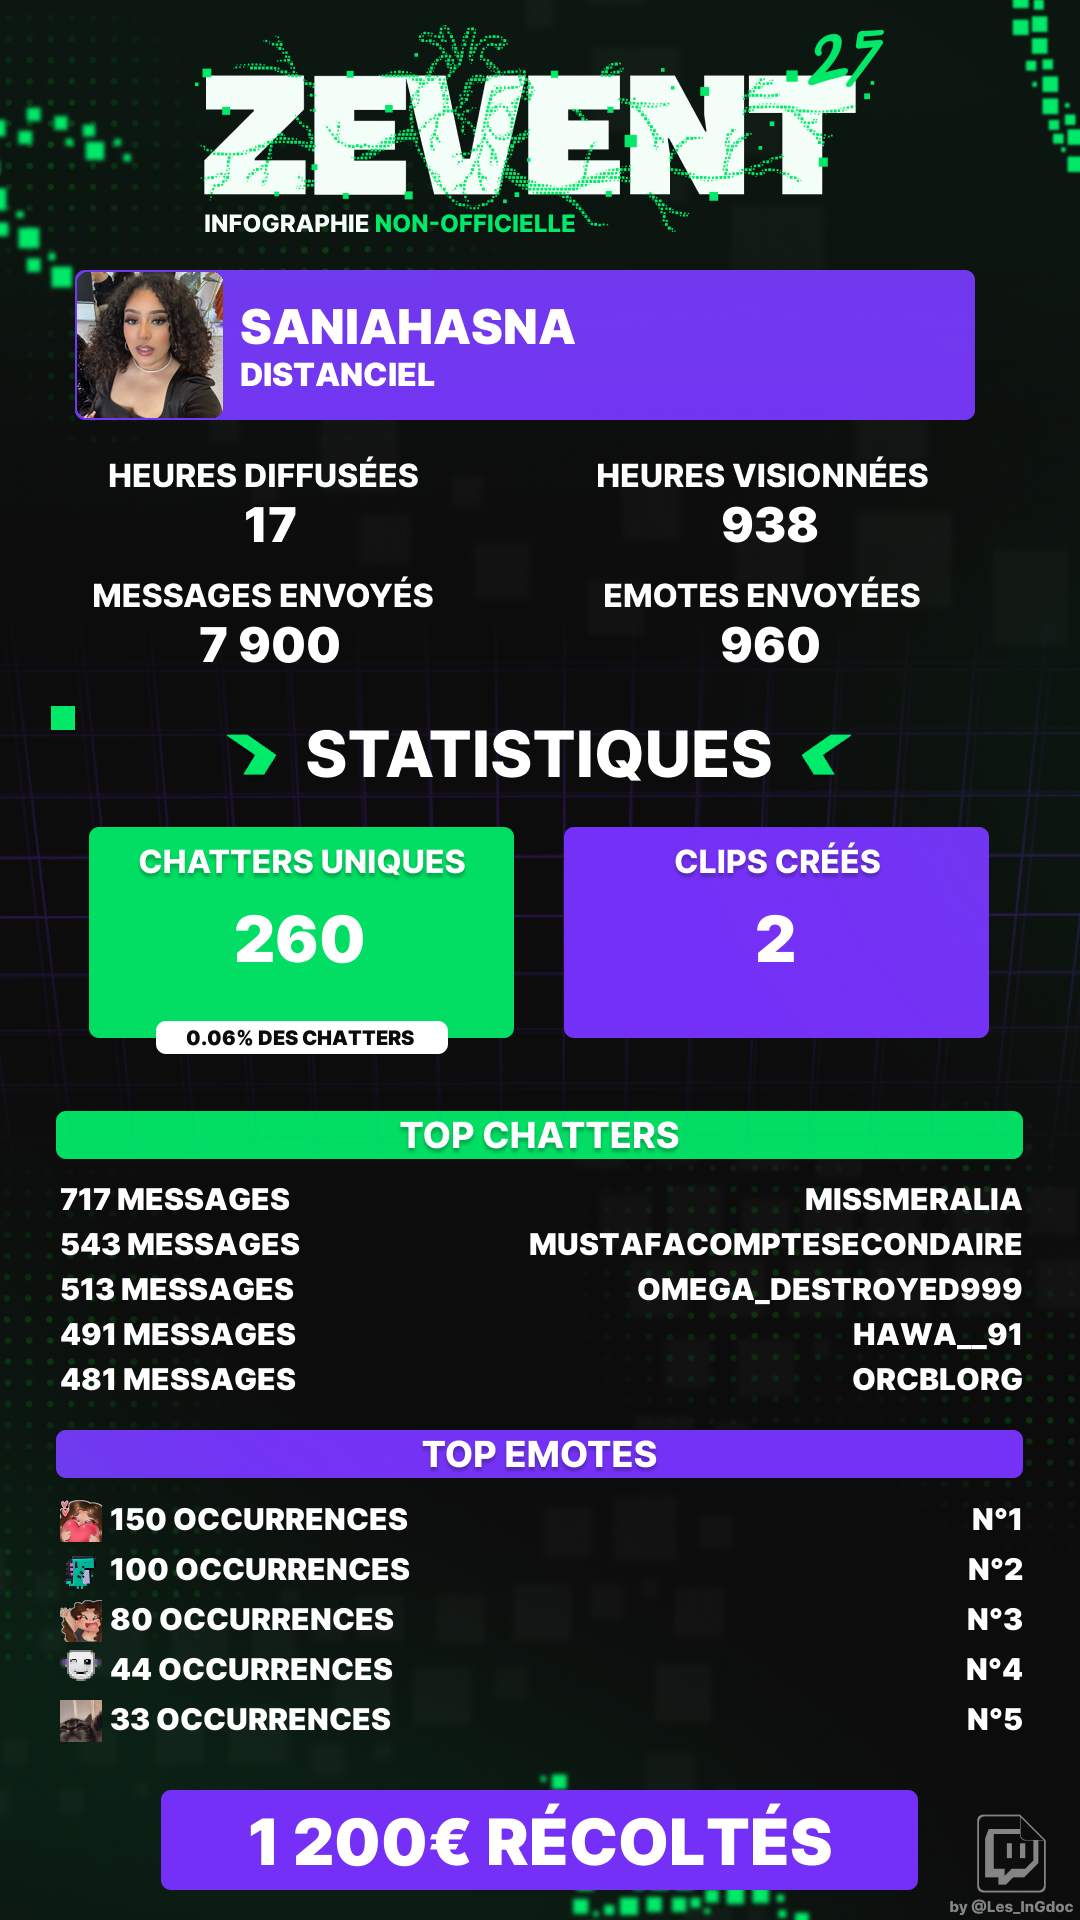 ZEVENT 25
INFOGRAPHIE NON-OFFICIELLE
SANIAHASNA
DISTANCIEL
HEURES DIFFUSÉES
17
HEURES VISIONNÉES
938
MESSAGES ENVOYÉS
7 900
EMOTES ENVOYÉES
960
STATISTIQUES
CHATTERS UNIQUES
260
0.06% DES CHATTERS
CLIPS CRÉÉS
2
TOP CHATTERS
717 MESSAGES MISSMERALIA
543 MESSAGES MUSTAFACOMPTESECONDAIRE
513 MESSAGES OMEGA_DESTROYED999
491 MESSAGES HAWA__91
481 MESSAGES ORCBLORG
TOP EMOTES
150 OCCURRENCES N°1
100 OCCURRENCES N°2
80 OCCURRENCES N°3
44 OCCURRENCES N°4
33 OCCURRENCES N°5
1 200€ RÉCOLTÉS
by @Les_InGdoc